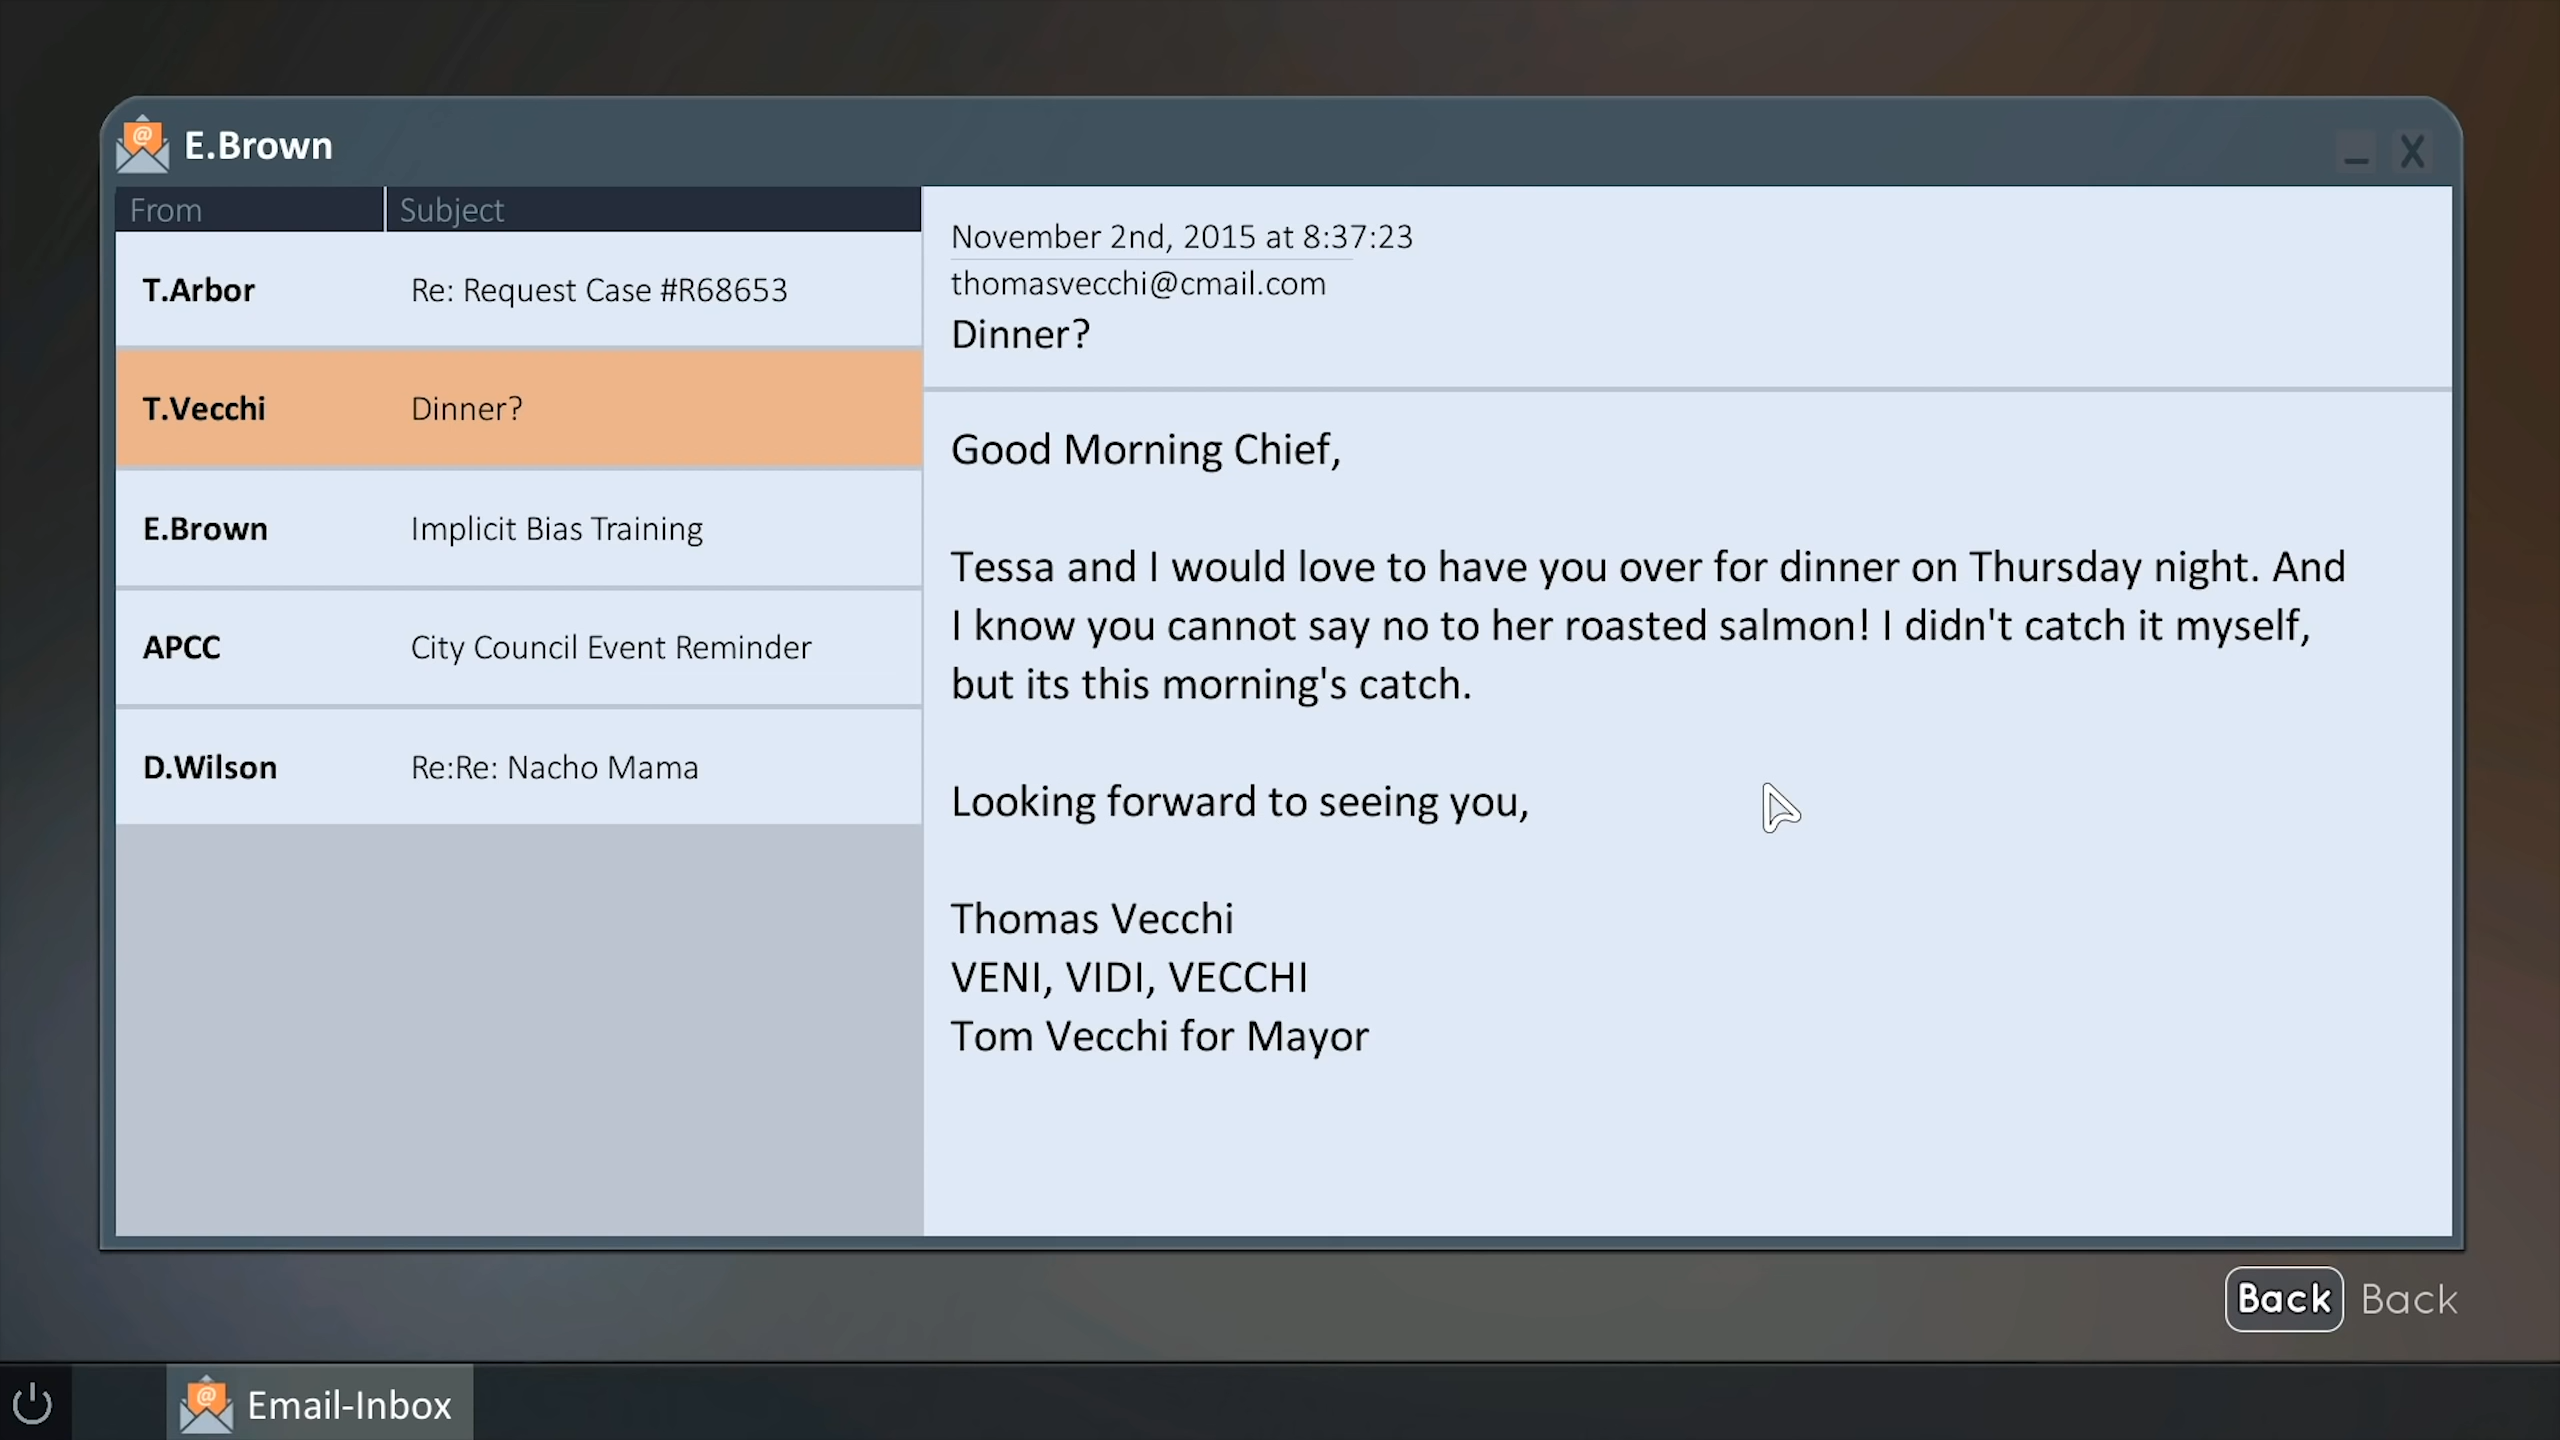 E.Brown
From Subject
T.Arbor Re: Request Case #R68653
T.Vecchi Dinner?
E.Brown Implicit Bias Training
APCC City Council Event Reminder
D.Wilson Re:Re: Nacho Mama
November 2nd, 2015 at 8:37:23
thomasvecchi@cmail.com
Dinner?
Good Morning Chief,
Tessa and I would love to have you over for dinner on Thursday night. And
I know you cannot say no to her roasted salmon! I didn't catch it myself,
but its this morning's catch.
Looking forward to seeing you,
Thomas Vecchi
VENI, VIDI, VECCHI
Tom Vecchi for Mayor
Back Back
Email-Inbox